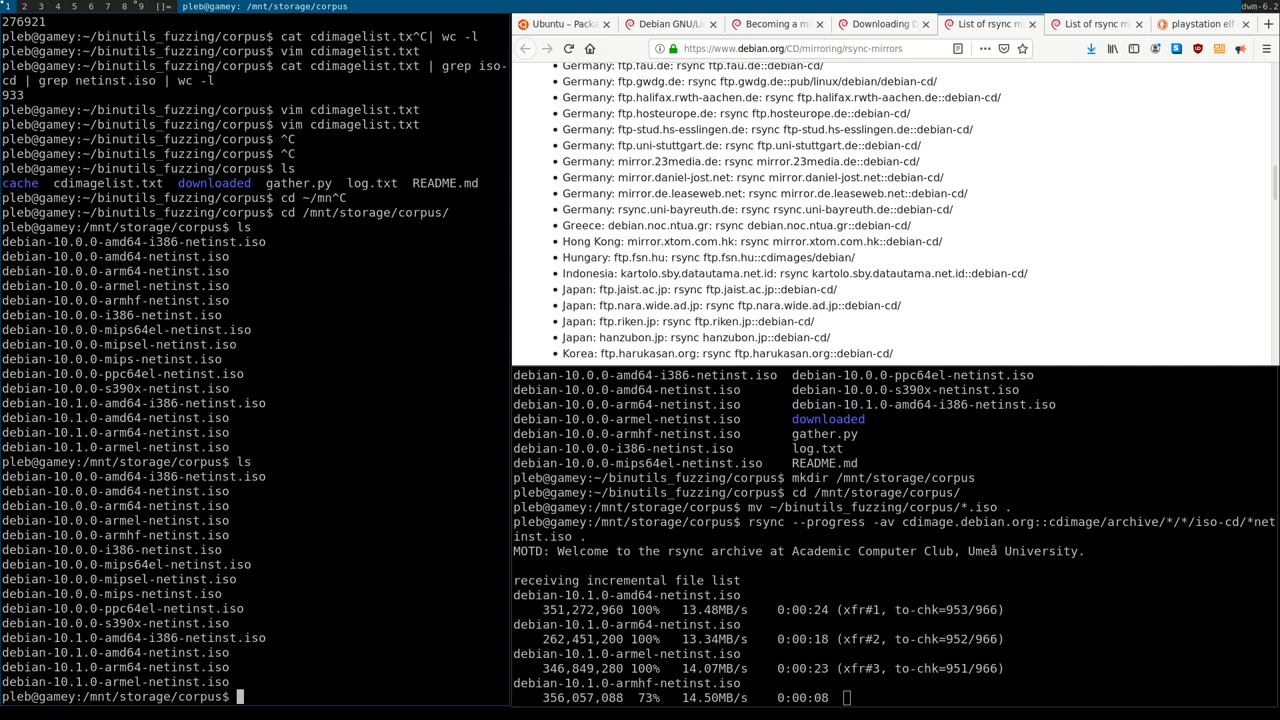 1 2 3 4 5 6 7 8 9 []= pleb@gamey: /mnt/storage/corpus dwm-6.2
276921
pleb@gamey:~/binutils_fuzzing/corpus$ cat cdimagelist.tx^C| wc -l
pleb@gamey:~/binutils_fuzzing/corpus$ vim cdimagelist.txt
pleb@gamey:~/binutils_fuzzing/corpus$ cat cdimagelist.txt | grep iso-
cd | grep netinst.iso | wc -l
933
pleb@gamey:~/binutils_fuzzing/corpus$ vim cdimagelist.txt
pleb@gamey:~/binutils_fuzzing/corpus$ vim cdimagelist.txt
pleb@gamey:~/binutils_fuzzing/corpus$ ^C
pleb@gamey:~/binutils_fuzzing/corpus$ ^C
pleb@gamey:~/binutils_fuzzing/corpus$ ls
cache cdimagelist.txt downloaded gather.py log.txt README.md
pleb@gamey:~/binutils_fuzzing/corpus$ cd ~/mn^C
pleb@gamey:~/binutils_fuzzing/corpus$ cd /mnt/storage/corpus/
pleb@gamey:/mnt/storage/corpus$ ls
debian-10.0.0-amd64-i386-netinst.iso
debian-10.0.0-amd64-netinst.iso
debian-10.0.0-arm64-netinst.iso
debian-10.0.0-armel-netinst.iso
debian-10.0.0-armhf-netinst.iso
debian-10.0.0-i386-netinst.iso
debian-10.0.0-mips64el-netinst.iso
debian-10.0.0-mipsel-netinst.iso
debian-10.0.0-mips-netinst.iso
debian-10.0.0-ppc64el-netinst.iso
debian-10.0.0-s390x-netinst.iso
debian-10.1.0-amd64-i386-netinst.iso
debian-10.1.0-amd64-netinst.iso
debian-10.1.0-arm64-netinst.iso
debian-10.1.0-armel-netinst.iso
pleb@gamey:/mnt/storage/corpus$ ls
debian-10.0.0-amd64-i386-netinst.iso
debian-10.0.0-amd64-netinst.iso
debian-10.0.0-arm64-netinst.iso
debian-10.0.0-armel-netinst.iso
debian-10.0.0-armhf-netinst.iso
debian-10.0.0-i386-netinst.iso
debian-10.0.0-mips64el-netinst.iso
debian-10.0.0-mipsel-netinst.iso
debian-10.0.0-mips-netinst.iso
debian-10.0.0-ppc64el-netinst.iso
debian-10.0.0-s390x-netinst.iso
debian-10.1.0-amd64-i386-netinst.iso
debian-10.1.0-amd64-netinst.iso
debian-10.1.0-arm64-netinst.iso
debian-10.1.0-armel-netinst.iso
pleb@gamey:/mnt/storage/corpus$
Ubuntu – Packa Debian GNU/Lin Becoming a mi Downloading D List of rsync mi List of rsync mi playstation elf
https://www.debian.org/CD/mirroring/rsync-mirrors
Germany: ftp.fau.de: rsync ftp.fau.de::debian-cd/
Germany: ftp.gwdg.de: rsync ftp.gwdg.de::pub/linux/debian/debian-cd/
Germany: ftp.halifax.rwth-aachen.de: rsync ftp.halifax.rwth-aachen.de::debian-cd/
Germany: ftp.hosteurope.de: rsync ftp.hosteurope.de::debian-cd/
Germany: ftp-stud.hs-esslingen.de: rsync ftp-stud.hs-esslingen.de::debian-cd/
Germany: ftp.uni-stuttgart.de: rsync ftp.uni-stuttgart.de::debian-cd/
Germany: mirror.23media.de: rsync mirror.23media.de::debian-cd/
Germany: mirror.daniel-jost.net: rsync mirror.daniel-jost.net::debian-cd/
Germany: mirror.de.leaseweb.net: rsync mirror.de.leaseweb.net::debian-cd/
Germany: rsync.uni-bayreuth.de: rsync rsync.uni-bayreuth.de::debian-cd/
Greece: debian.noc.ntua.gr: rsync debian.noc.ntua.gr::debian-cd/
Hong Kong: mirror.xtom.com.hk: rsync mirror.xtom.com.hk::debian-cd/
Hungary: ftp.fsn.hu: rsync ftp.fsn.hu::cdimages/debian/
Indonesia: kartolo.sby.datautama.net.id: rsync kartolo.sby.datautama.net.id::debian-cd/
Japan: ftp.jaist.ac.jp: rsync ftp.jaist.ac.jp::debian-cd/
Japan: ftp.nara.wide.ad.jp: rsync ftp.nara.wide.ad.jp::debian-cd/
Japan: ftp.riken.jp: rsync ftp.riken.jp::debian-cd/
Japan: hanzubon.jp: rsync hanzubon.jp::debian-cd/
Korea: ftp.harukasan.org: rsync ftp.harukasan.org::debian-cd/
debian-10.0.0-amd64-i386-netinst.iso debian-10.0.0-ppc64el-netinst.iso
debian-10.0.0-amd64-netinst.iso debian-10.0.0-s390x-netinst.iso
debian-10.0.0-arm64-netinst.iso debian-10.1.0-amd64-i386-netinst.iso
debian-10.0.0-armel-netinst.iso downloaded
debian-10.0.0-armhf-netinst.iso gather.py
debian-10.0.0-i386-netinst.iso log.txt
debian-10.0.0-mips64el-netinst.iso README.md
pleb@gamey:~/binutils_fuzzing/corpus$ mkdir /mnt/storage/corpus
pleb@gamey:~/binutils_fuzzing/corpus$ cd /mnt/storage/corpus/
pleb@gamey:/mnt/storage/corpus$ mv ~/binutils_fuzzing/corpus/*.iso .
pleb@gamey:/mnt/storage/corpus$ rsync --progress -av cdimage.debian.org::cdimage/archive/*/*/iso-cd/*net
inst.iso .
MOTD: Welcome to the rsync archive at Academic Computer Club, Umeå University.
receiving incremental file list
debian-10.1.0-amd64-netinst.iso
351,272,960 100% 13.48MB/s 0:00:24 (xfr#1, to-chk=953/966)
debian-10.1.0-arm64-netinst.iso
262,451,200 100% 13.34MB/s 0:00:18 (xfr#2, to-chk=952/966)
debian-10.1.0-armel-netinst.iso
346,849,280 100% 14.07MB/s 0:00:23 (xfr#3, to-chk=951/966)
debian-10.1.0-armhf-netinst.iso
356,057,088 73% 14.50MB/s 0:00:08